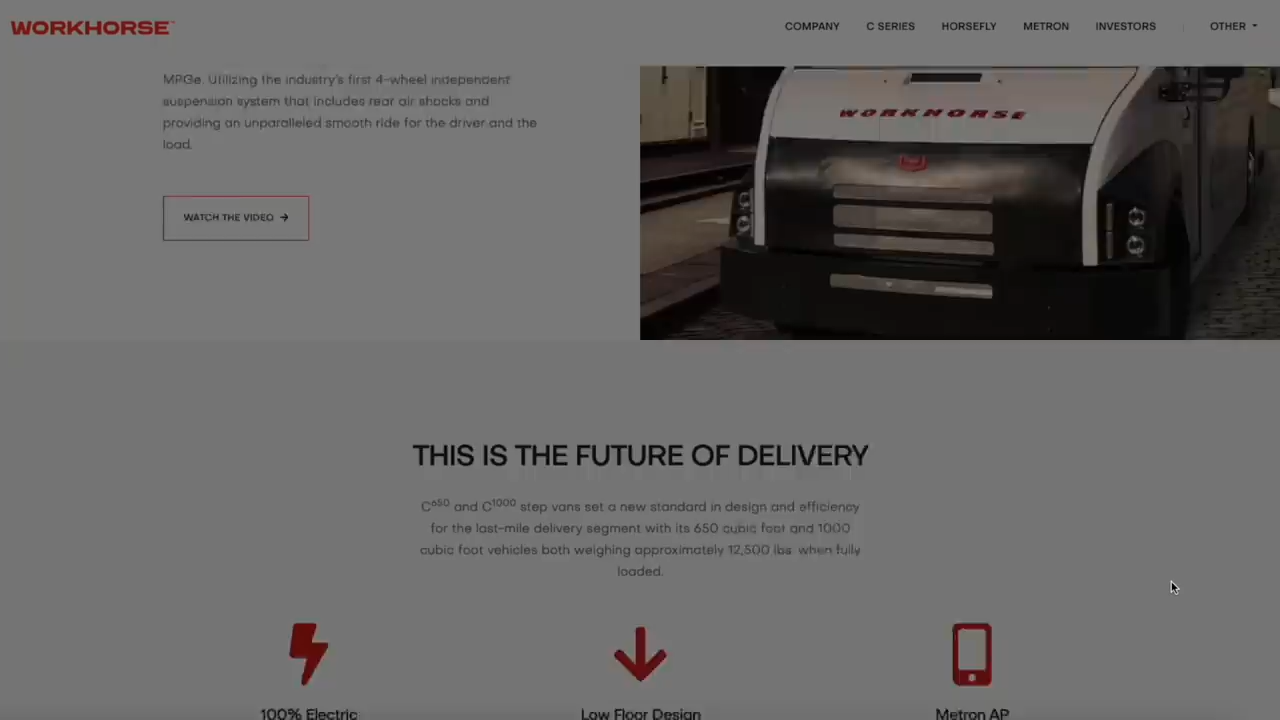 WORKHORSE
COMPANY C SERIES HORSEFLY METRON INVESTORS OTHER
MPGe. Utilizing the industry's first 4-wheel independent
suspension system that includes rear air shocks and
providing an unparalleled smooth ride for the driver and the
load.
WORKHORSE
WATCH THE VIDEO →
THIS IS THE FUTURE OF DELIVERY
C650 and C1000 step vans set a new standard in design and efficiency
for the last-mile delivery segment with its 650 cubic foot and 1000
cubic foot vehicles both weighing approximately 12,500 lbs. when fully
loaded.
100% Electric Low Floor Design Metron AP